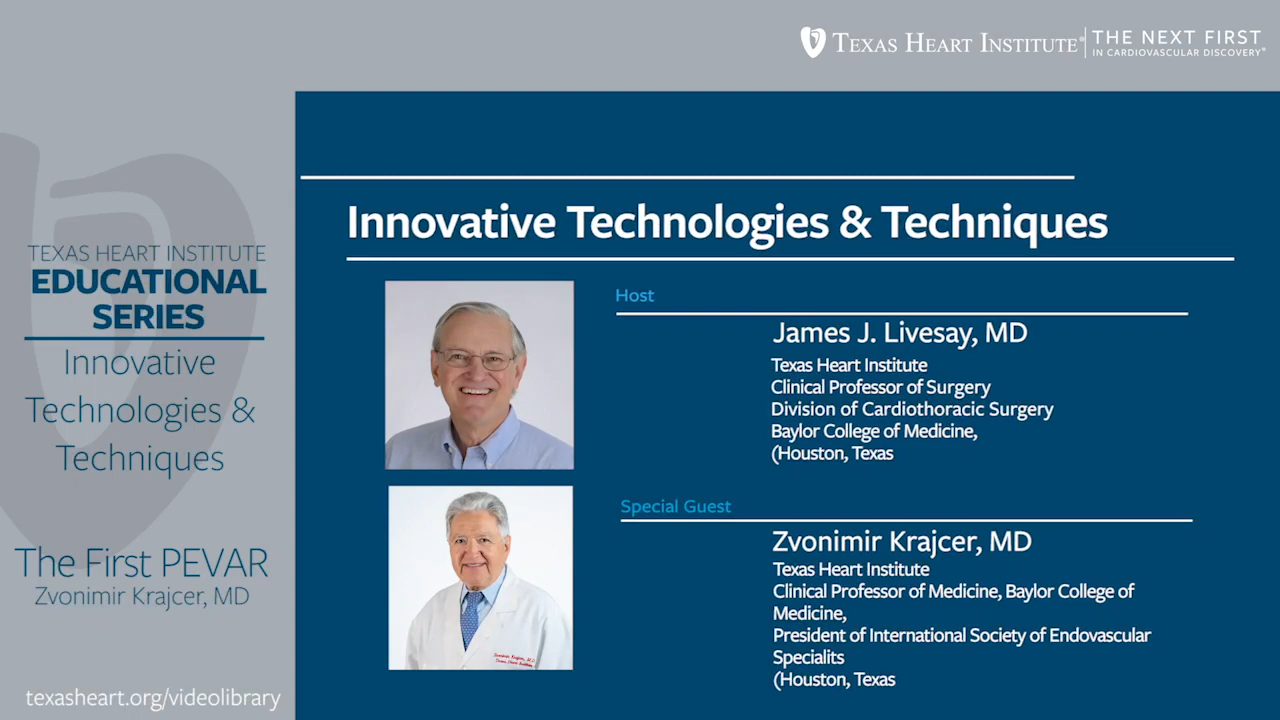 TEXAS HEART INSTITUTE® THE NEXT FIRST
IN CARDIOVASCULAR DISCOVERY®
TEXAS HEART INSTITUTE
EDUCATIONAL
SERIES
Innovative
Technologies &
Techniques
The First PEVAR
Zvonimir Krajcer, MD
texasheart.org/videolibrary
Innovative Technologies & Techniques
Host
James J. Livesay, MD
Texas Heart Institute
Clinical Professor of Surgery
Division of Cardiothoracic Surgery
Baylor College of Medicine,
(Houston, Texas
Special Guest
Zvonimir Krajcer, MD
Texas Heart Institute
Clinical Professor of Medicine, Baylor College of
Medicine,
President of International Society of Endovascular
Specialits
(Houston, Texas